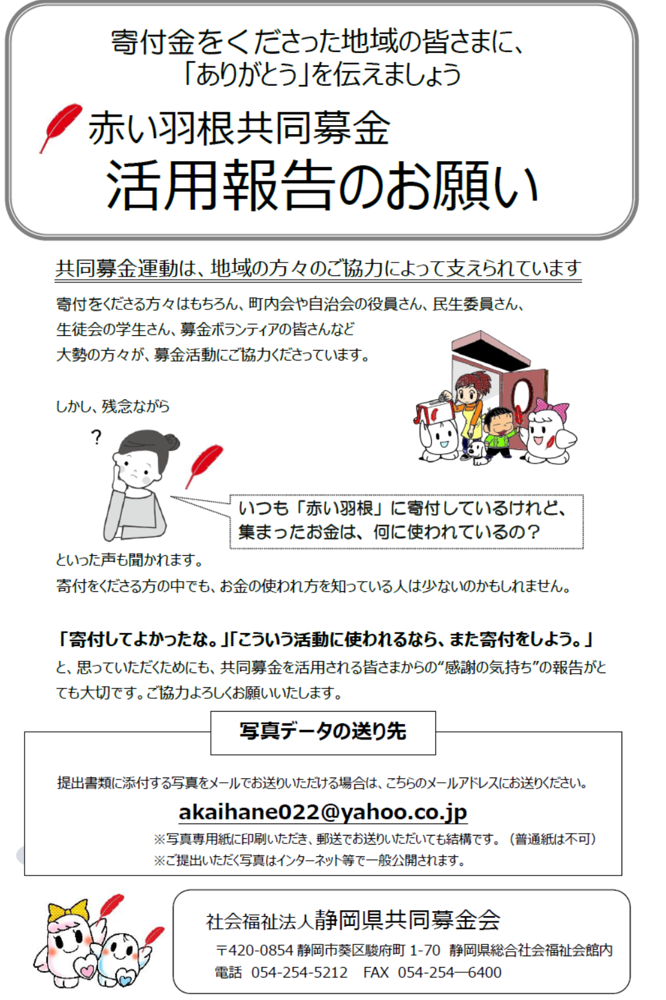 寄付金をくださった地域の皆さまに、
「ありがとう」を伝えましょう
赤い羽根共同募金
活用報告のお願い
共同募金運動は、地域の方々のご協力によって支えられています
寄付をくださる方々はもちろん、町内会や自治会の役員さん、民生委員さん、
生徒会の学生さん、募金ボランティアの皆さんなど
大勢の方々が、募金活動にご協力くださっています。
しかし、残念ながら
?
いつも「赤い羽根」に寄付しているけれど、
集まったお金は、何に使われているの？
といった声も聞かれます。
寄付をくださる方の中でも、お金の使われ方を知っている人は少ないのかもしれません。
「寄付してよかったな。」「こういう活動に使われるなら、また寄付をしよう。」
と、思っていただくためにも、共同募金を活用される皆さまからの“感謝の気持ち”の報告がと
ても大切です。ご協力よろしくお願いいたします。
写真データの送り先
提出書類に添付する写真をメールでお送りいただける場合は、こちらのメールアドレスにお送りください。
akaihane022@yahoo.co.jp
※写真専用紙に印刷いただき、郵送でお送りいただいても結構です。（普通紙は不可）
※ご提出いただく写真はインターネット等で一般公開されます。
社会福祉法人静岡県共同募金会
〒420-0854 静岡市葵区駿府町 1-70 静岡県総合社会福祉会館内
電話 054-254-5212 FAX 054-254―6400